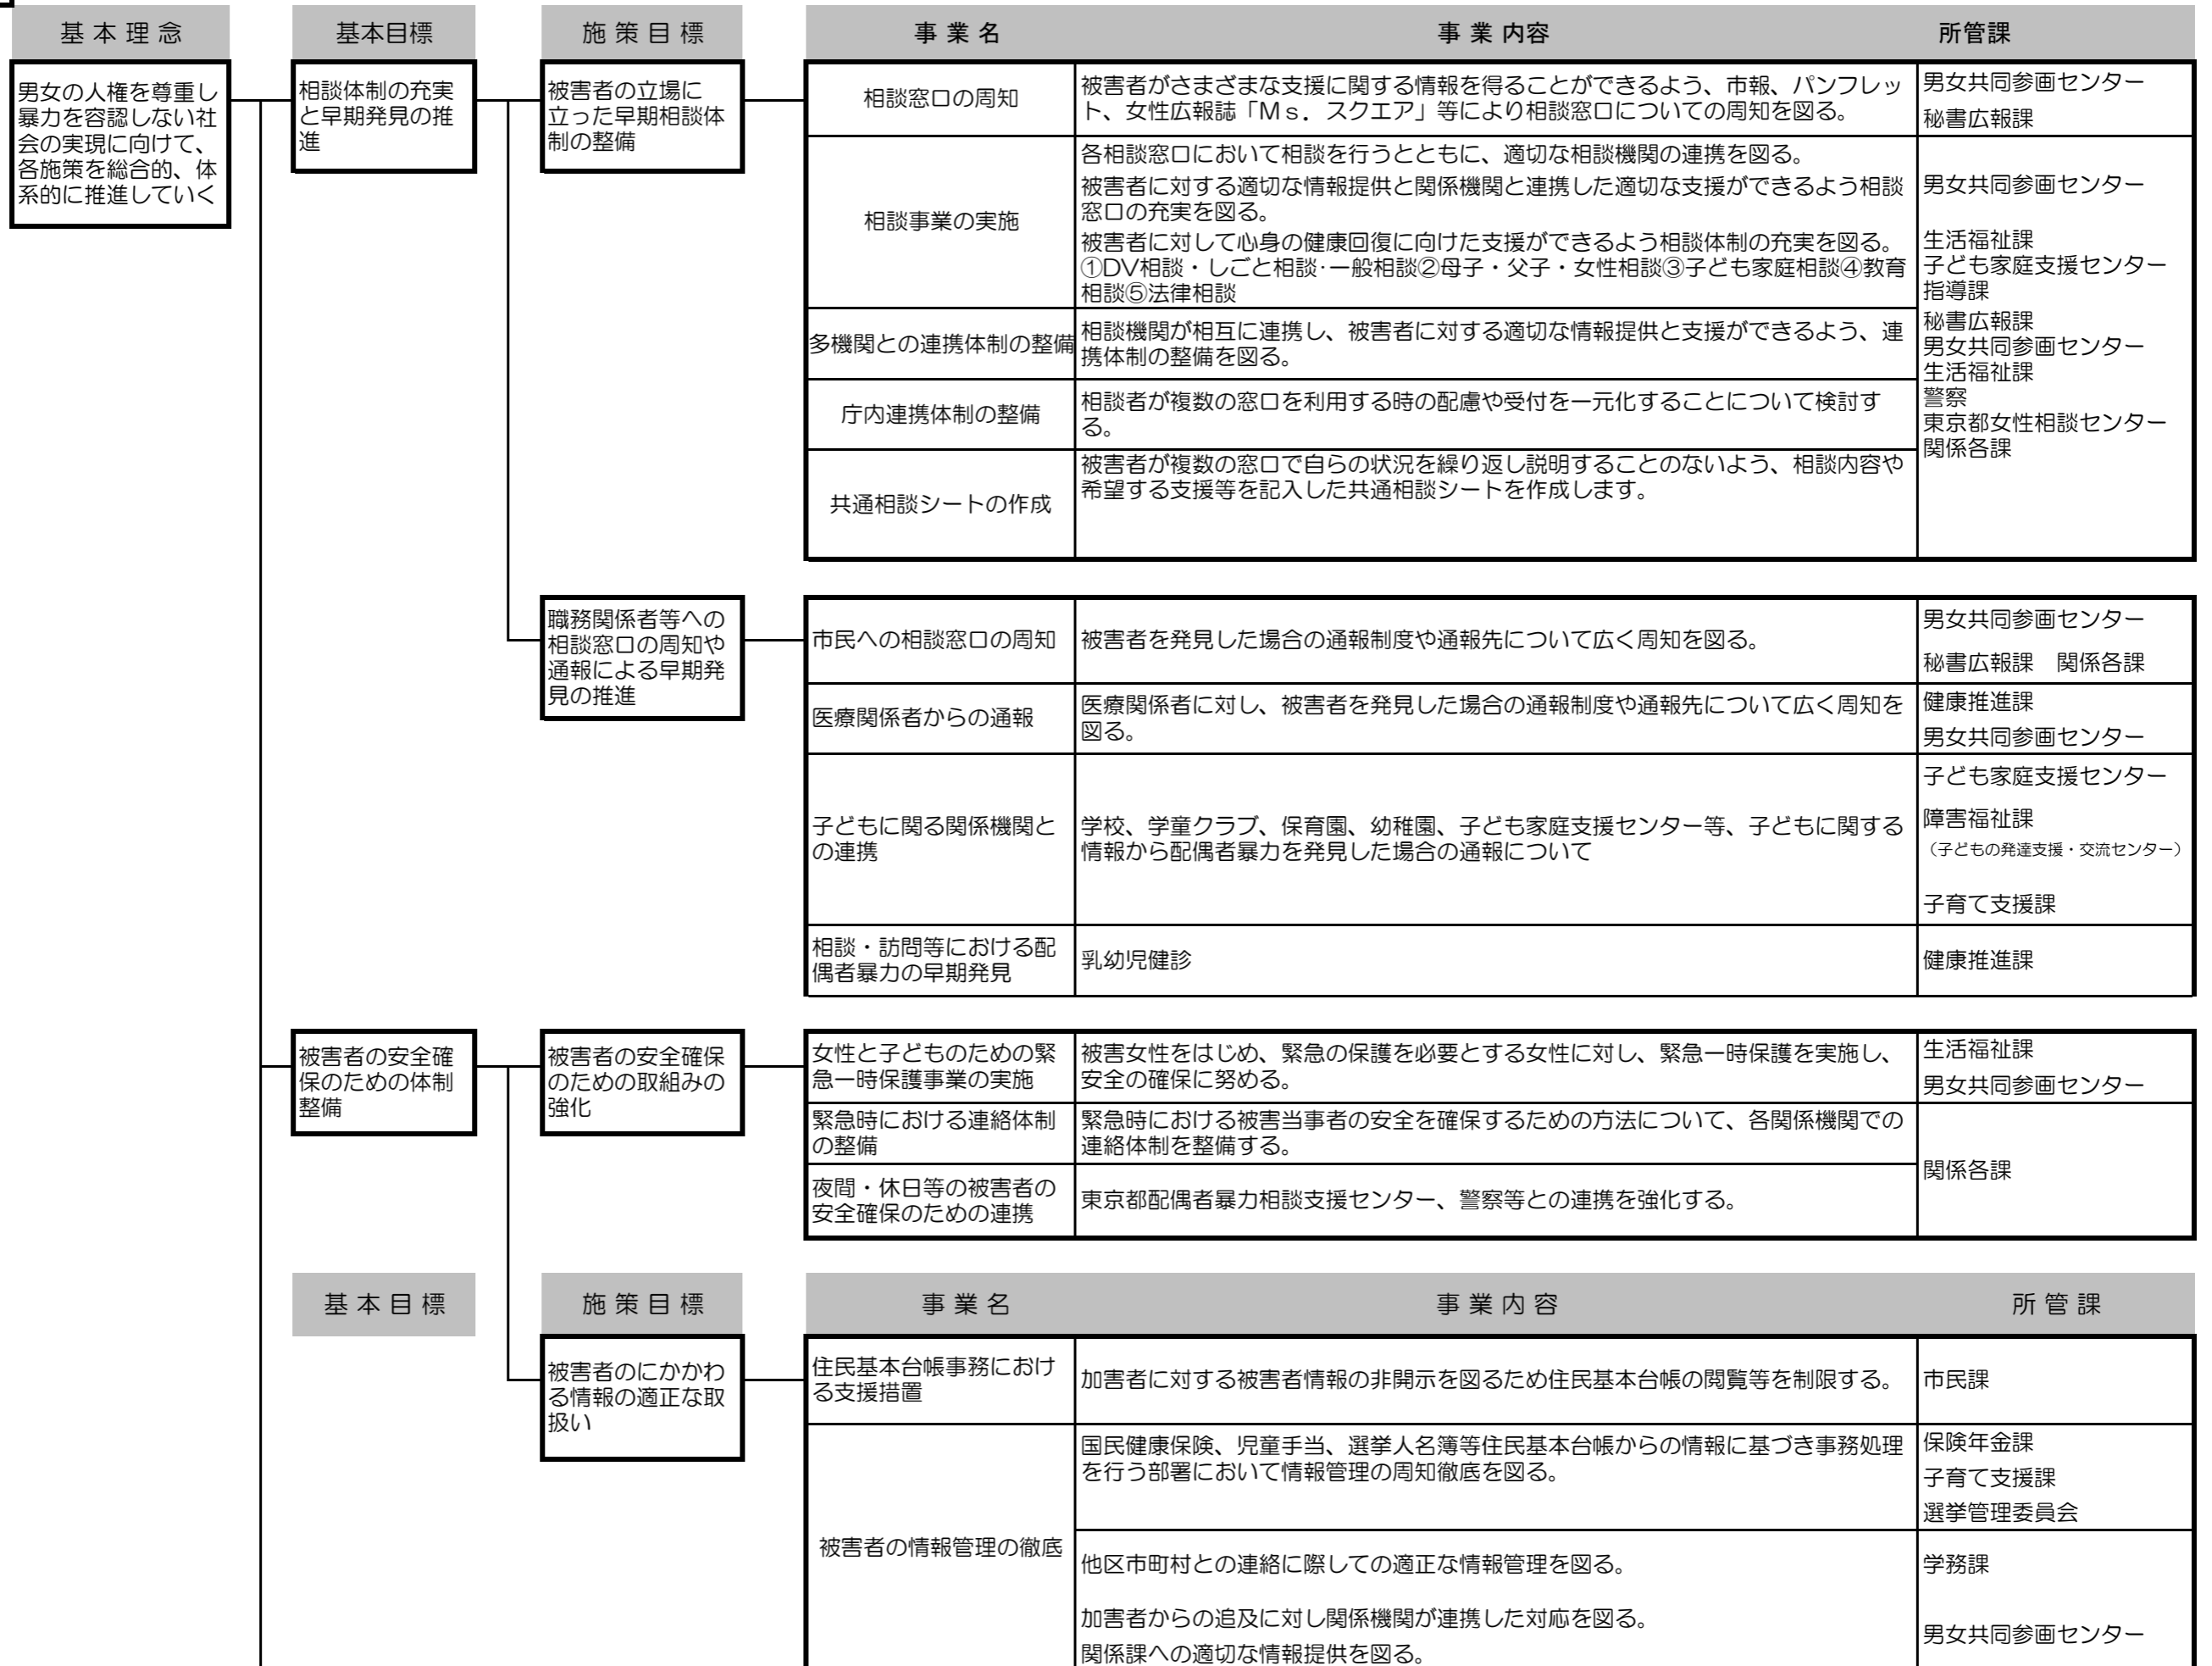 基本理念
基本目標
施策目標
事業名
事業内容
所管課
男女の人権を尊重し
暴力を容認しない社
会の実現に向けて、
各施策を総合的、体
系的に推進していく
相談体制の充実
と早期発見の推
進
被害者の立場に
立った早期相談体
制の整備
相談窓口の周知
被害者がさまざまな支援に関する情報を得ることができるよう、市報、パンフレッ
ト、女性広報誌「Ｍｓ．スクエア」等により相談窓口についての周知を図る。
男女共同参画センター
秘書広報課
相談事業の実施
各相談窓口において相談を行うとともに、適切な相談機関の連携を図る。
被害者に対する適切な情報提供と関係機関と連携した適切な支援ができるよう相談
窓口の充実を図る。
被害者に対して心身の健康回復に向けた支援ができるよう相談体制の充実を図る。
①DV相談・しごと相談・一般相談②母子・父子・女性相談③子ども家庭相談④教育
相談⑤法律相談
男女共同参画センター
生活福祉課
子ども家庭支援センター
指導課
秘書広報課
男女共同参画センター
生活福祉課
警察
東京都女性相談センター
関係各課
多機関との連携体制の整備
相談機関が相互に連携し、被害者に対する適切な情報提供と支援ができるよう、連
携体制の整備を図る。
庁内連携体制の整備
相談者が複数の窓口を利用する時の配慮や受付を一元化することについて検討す
る。
共通相談シートの作成
被害者が複数の窓口で自らの状況を繰り返し説明することのないよう、相談内容や
希望する支援等を記入した共通相談シートを作成します。
職務関係者等への
相談窓口の周知や
通報による早期発
見の推進
市民への相談窓口の周知
被害者を発見した場合の通報制度や通報先について広く周知を図る。
男女共同参画センター
秘書広報課　関係各課
医療関係者からの通報
医療関係者に対し、被害者を発見した場合の通報制度や通報先について広く周知を
図る。
健康推進課
男女共同参画センター
子どもに関る関係機関と
の連携
学校、学童クラブ、保育園、幼稚園、子ども家庭支援センター等、子どもに関する
情報から配偶者暴力を発見した場合の通報について
子ども家庭支援センター
障害福祉課
（子どもの発達支援・交流センター）
子育て支援課
相談・訪問等における配
偶者暴力の早期発見
乳幼児健診
健康推進課
被害者の安全確
保のための体制
整備
被害者の安全確保
のための取組みの
強化
女性と子どものための緊
急一時保護事業の実施
被害女性をはじめ、緊急の保護を必要とする女性に対し、緊急一時保護を実施し、
安全の確保に努める。
生活福祉課
男女共同参画センター
緊急時における連絡体制
の整備
緊急時における被害当事者の安全を確保するための方法について、各関係機関での
連絡体制を整備する。
関係各課
夜間・休日等の被害者の
安全確保のための連携
東京都配偶者暴力相談支援センター、警察等との連携を強化する。
基本目標
施策目標
事業名
事業内容
所管課
被害者のにかかわ
る情報の適正な取
扱い
住民基本台帳事務におけ
る支援措置
加害者に対する被害者情報の非開示を図るため住民基本台帳の閲覧等を制限する。
市民課
被害者の情報管理の徹底
国民健康保険、児童手当、選挙人名簿等住民基本台帳からの情報に基づき事務処理
を行う部署において情報管理の周知徹底を図る。
保険年金課
子育て支援課
選挙管理委員会
他区市町村との連絡に際しての適正な情報管理を図る。
学務課
加害者からの追及に対し関係機関が連携した対応を図る。
関係課への適切な情報提供を図る。
男女共同参画センター